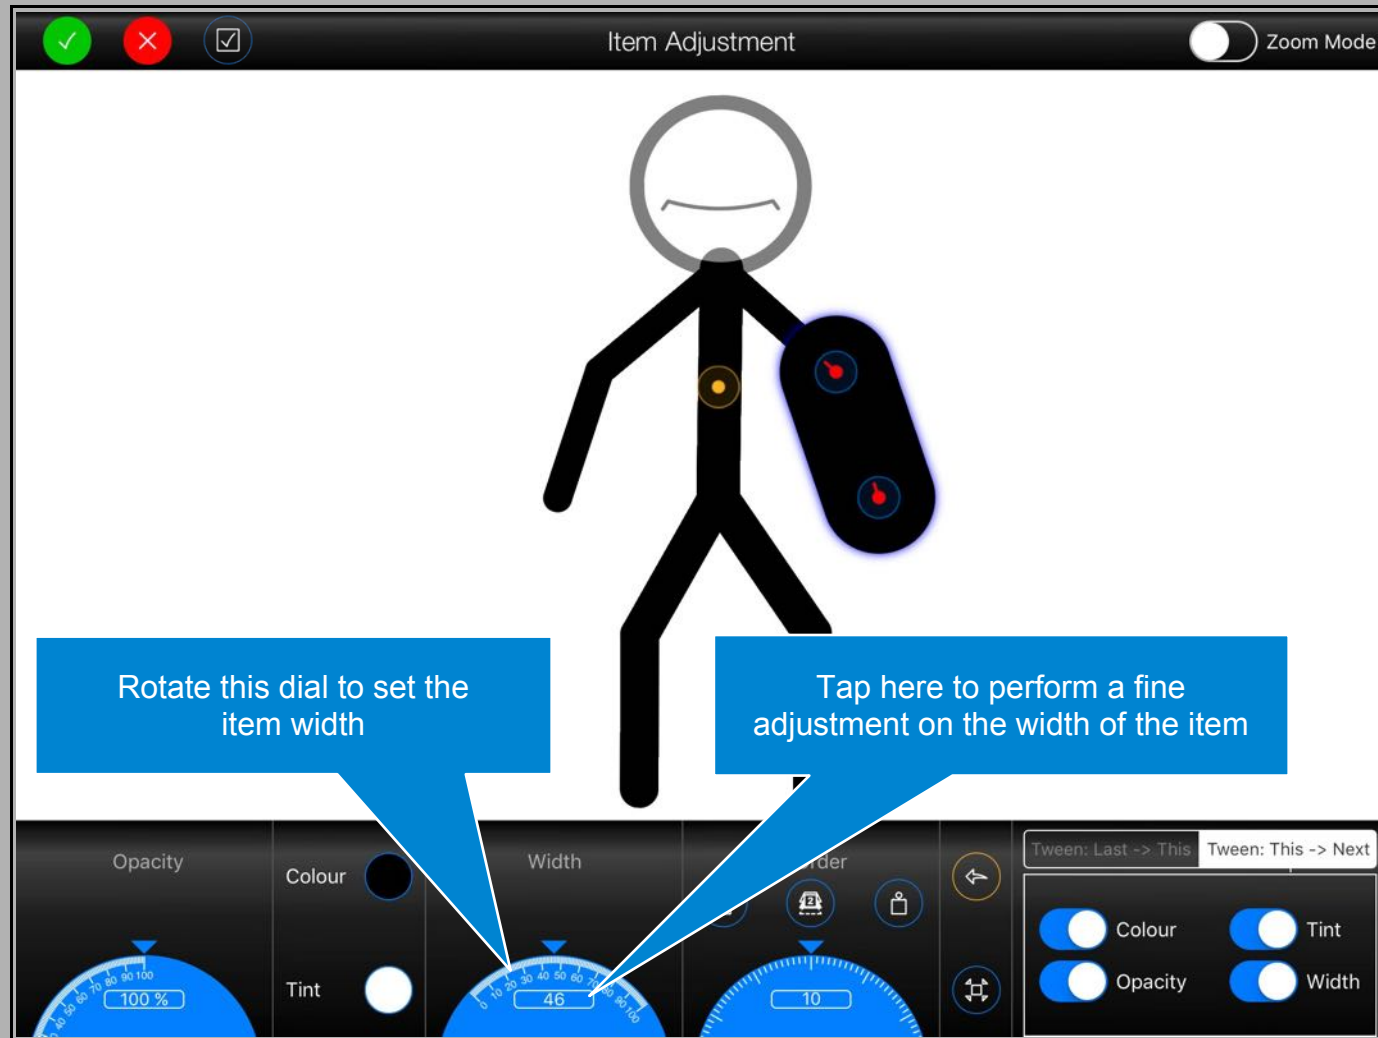 Item Adjustment
Zoom Mode
Rotate this dial to set the
item width
Tap here to perform a fine
adjustment on the width of the item
Opacity
Colour
Width
rder
Tween: Last -> This
Tween: This -> Next
2
Colour
Tint
100 %
Tint
46
10
Opacity
Width